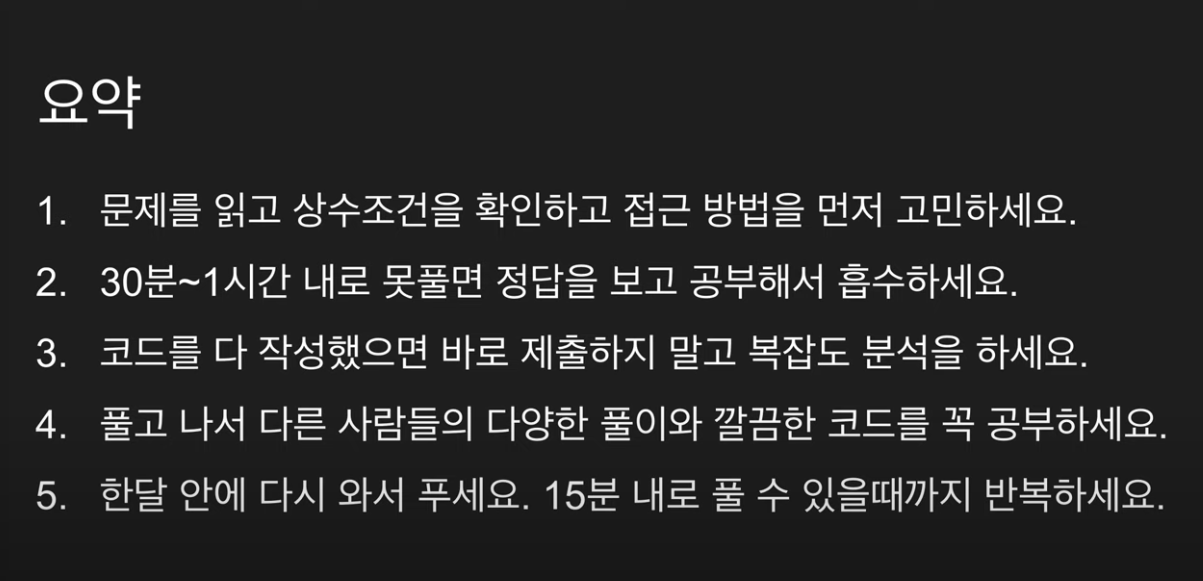 요약
1. 문제를 읽고 상수조건을 확인하고 접근 방법을 먼저 고민하세요.
2. 30분~1시간 내로 못풀면 정답을 보고 공부해서 흡수하세요.
3. 코드를 다 작성했으면 바로 제출하지 말고 복잡도 분석을 하세요.
4. 풀고 나서 다른 사람들의 다양한 풀이와 깔끔한 코드를 꼭 공부하세요.
5. 한달 안에 다시 와서 푸세요. 15분 내로 풀 수 있을때까지 반복하세요.